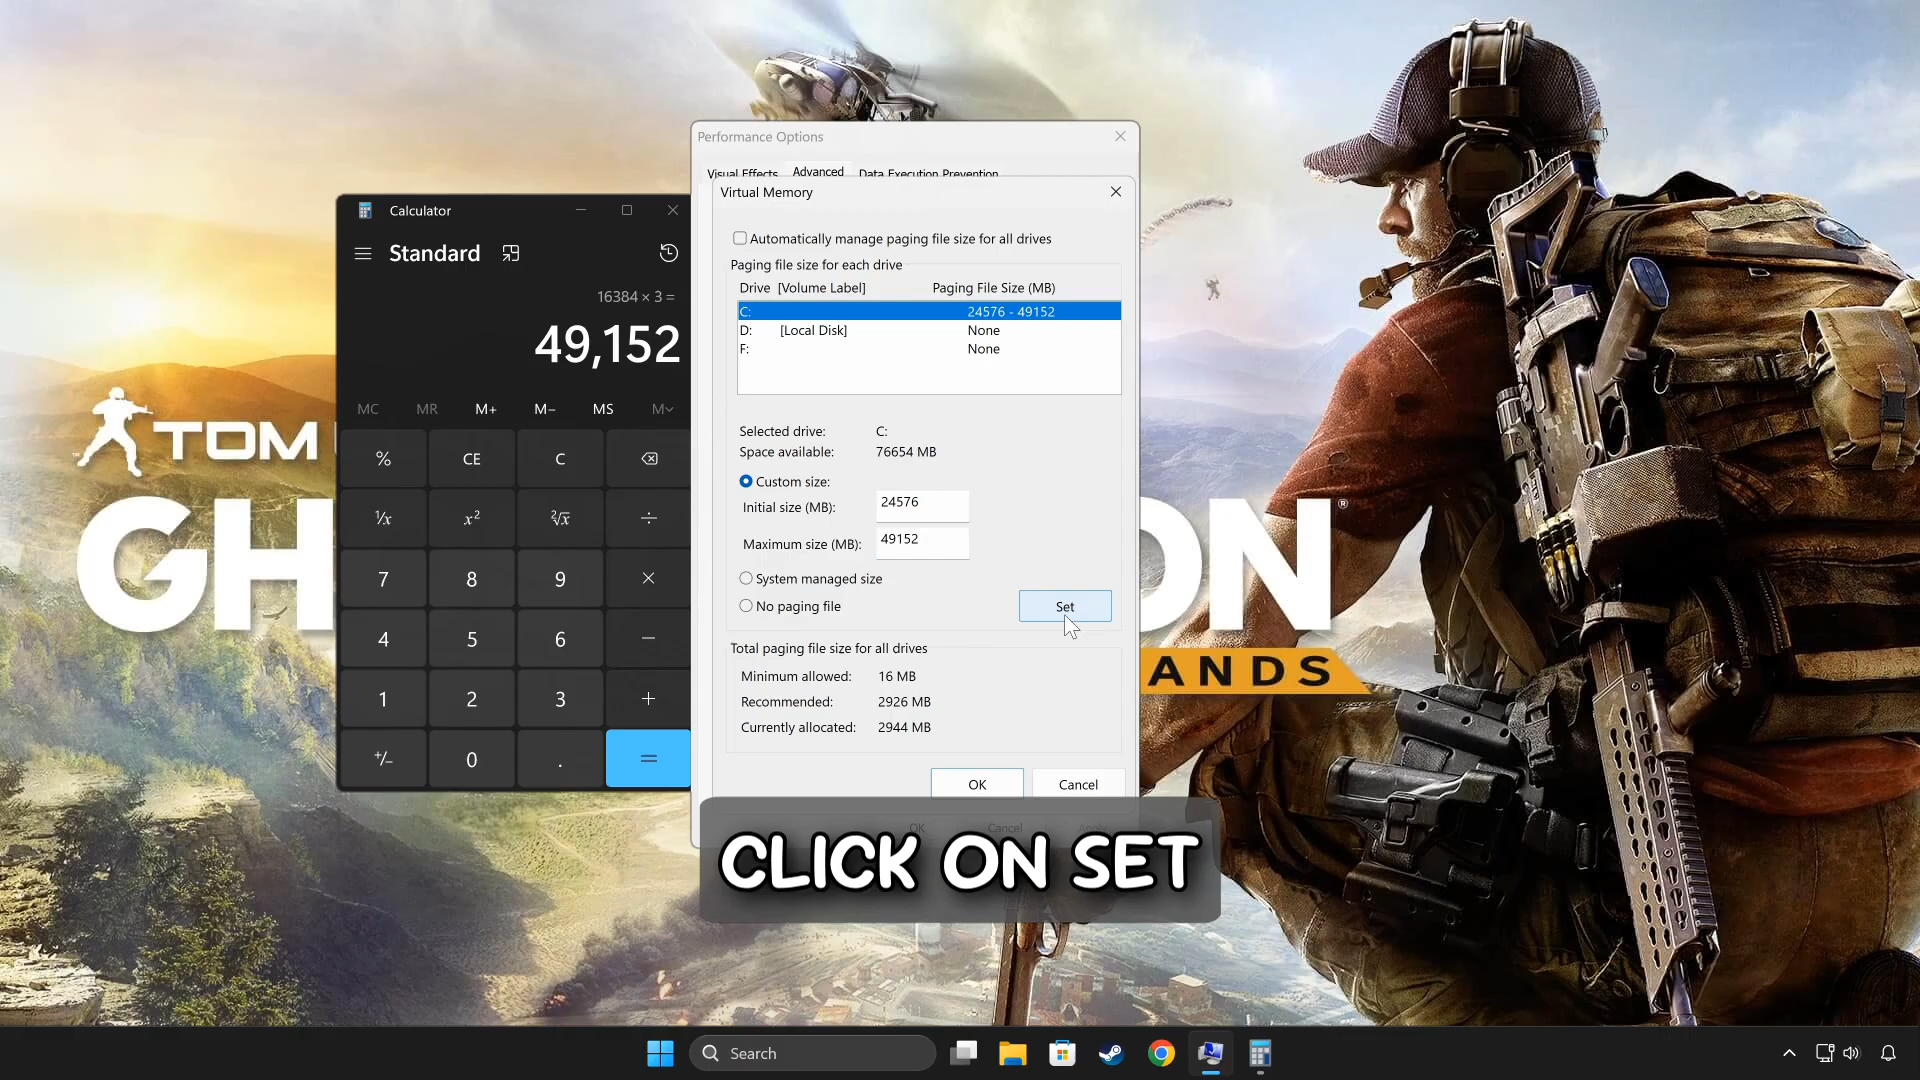 Performance Options
Visual Effects Advanced Data Execution Prevention
Virtual Memory
Automatically manage paging file size for all drives
Paging file size for each drive
Drive [Volume Label] Paging File Size (MB)
C: 24576 - 49152
D: [Local Disk] None
F: None
Selected drive: C:
Space available: 76654 MB
Custom size:
Initial size (MB): 24576
Maximum size (MB): 49152
System managed size
No paging file
Set
Total paging file size for all drives
Minimum allowed: 16 MB
Recommended: 2926 MB
Currently allocated: 2944 MB
OK Cancel
OK Cancel
CLICK ON SET
Calculator
Standard
16384 × 3 =
49,152
MC MR M+ M− MS M
% CE C
¹/x x² ²√x ÷
7 8 9 ×
4 5 6 −
1 2 3 +
+/− 0 . =
TOM
GH ON
®
™
ANDS
Search